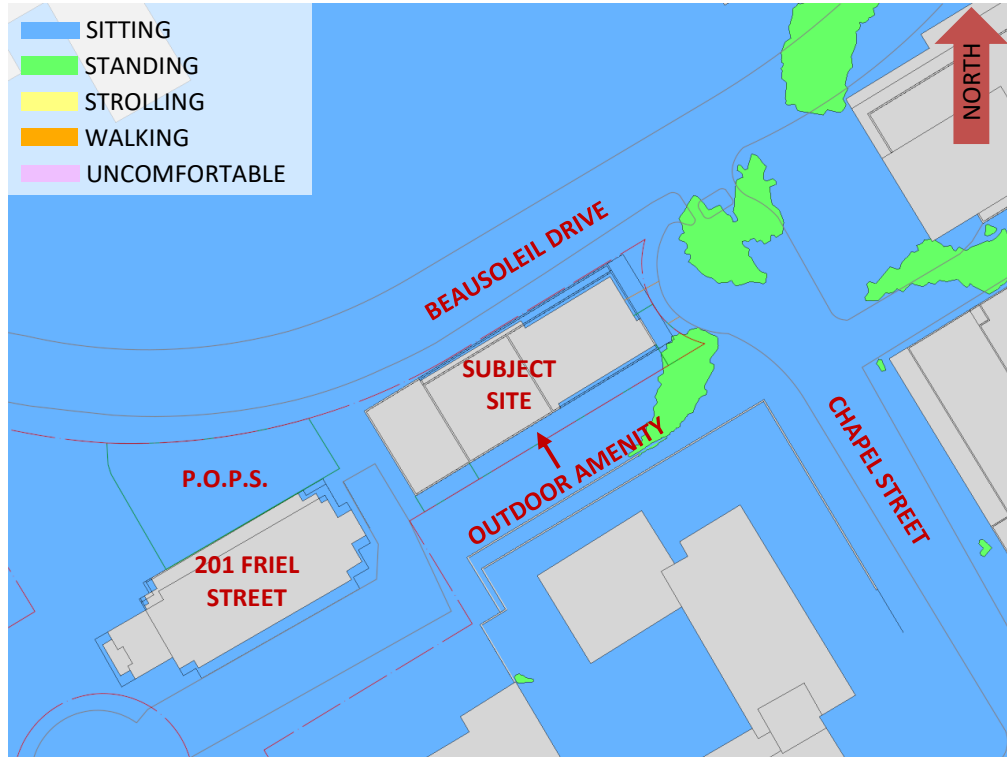 SITTING
STANDING
STROLLING
WALKING
UNCOMFORTABLE
NORTH
BEAUSOLEIL DRIVE
SUBJECT
SITE
P.O.P.S.
OUTDOOR AMENITY
CHAPEL STREET
201 FRIEL
STREET